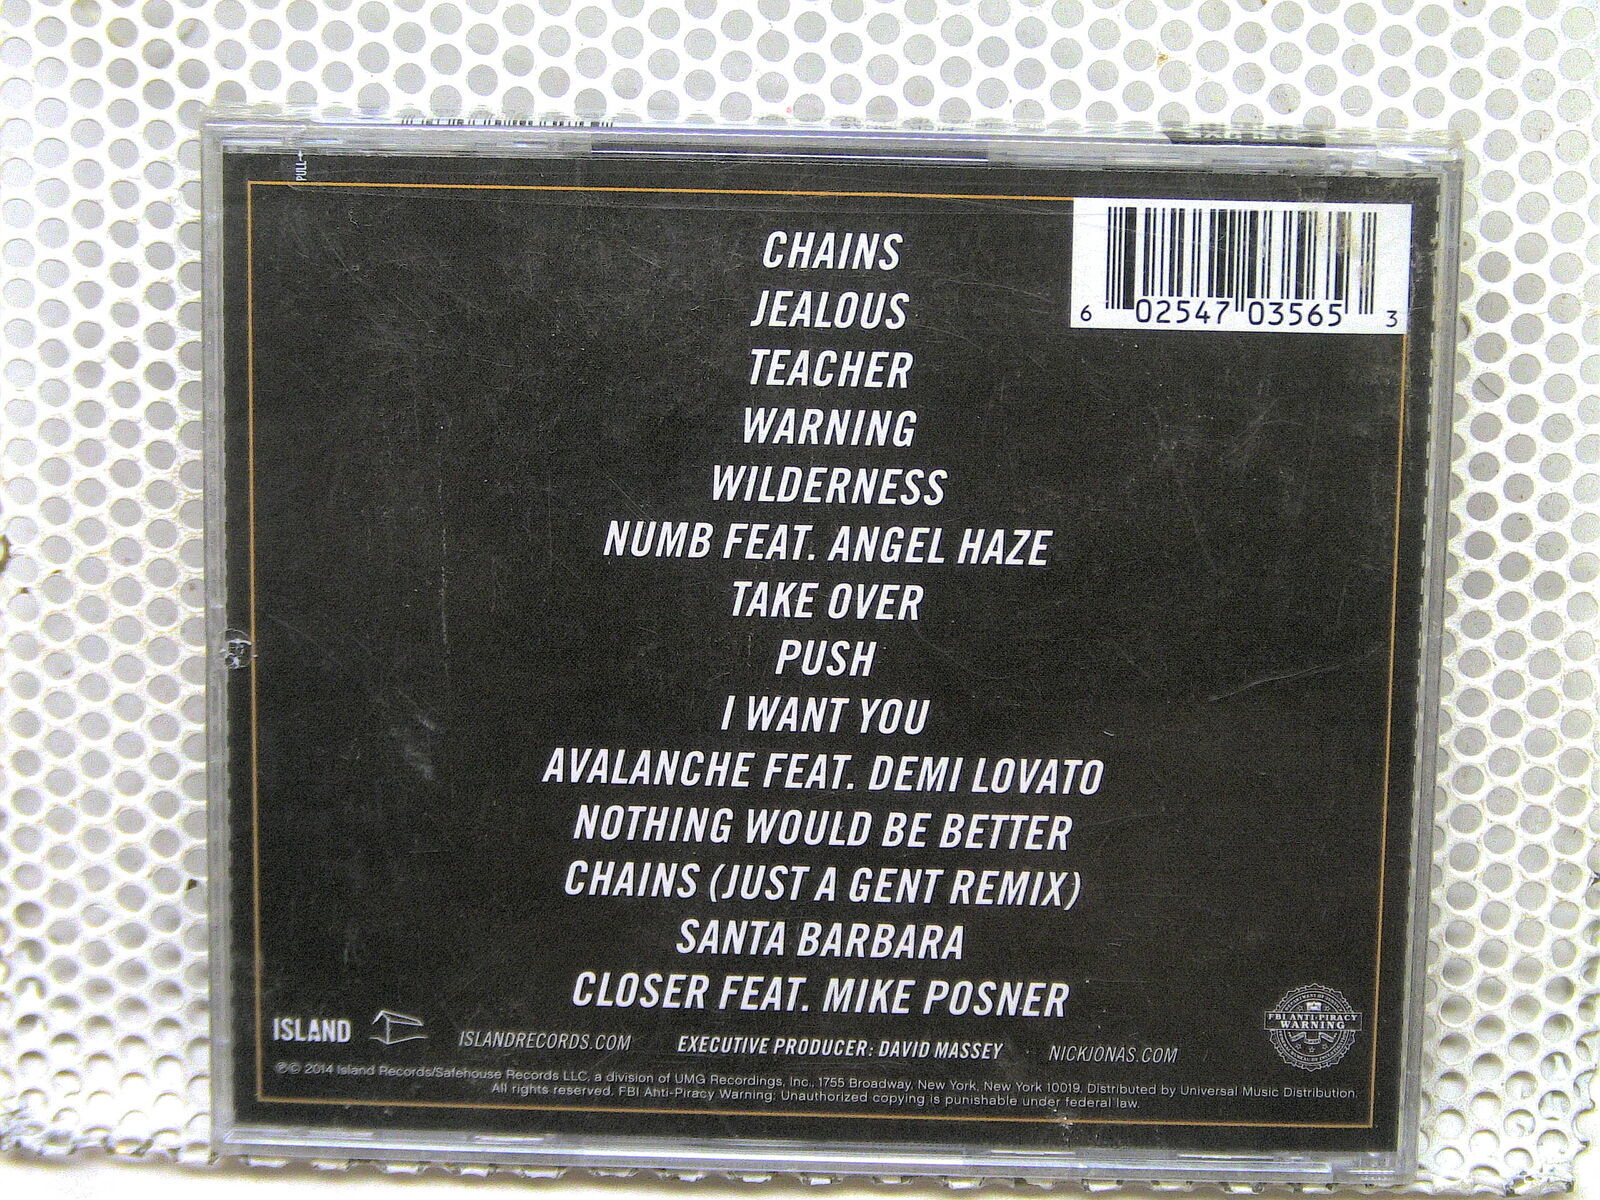 PULL
CHAINS
JEALOUS
TEACHER
WARNING
WILDERNESS
NUMB FEAT. ANGEL HAZE
TAKE OVER
PUSH
I WANT YOU
AVALANCHE FEAT. DEMI LOVATO
NOTHING WOULD BE BETTER
CHAINS (JUST A GENT REMIX)
SANTA BARBARA
CLOSER FEAT. MIKE POSNER
6 02547 03565 3
ISLAND
ISLANDRECORDS.COM
EXECUTIVE PRODUCER: DAVID MASSEY
NICKJONAS.COM
FBI ANTI-PIRACY
WARNING
℗© 2014 Island Records/Safehouse Records LLC, a division of UMG Recordings, Inc., 1755 Broadway, New York, New York 10019. Distributed by Universal Music Distribution.
All rights reserved. FBI Anti-Piracy Warning: Unauthorized copying is punishable under federal law.